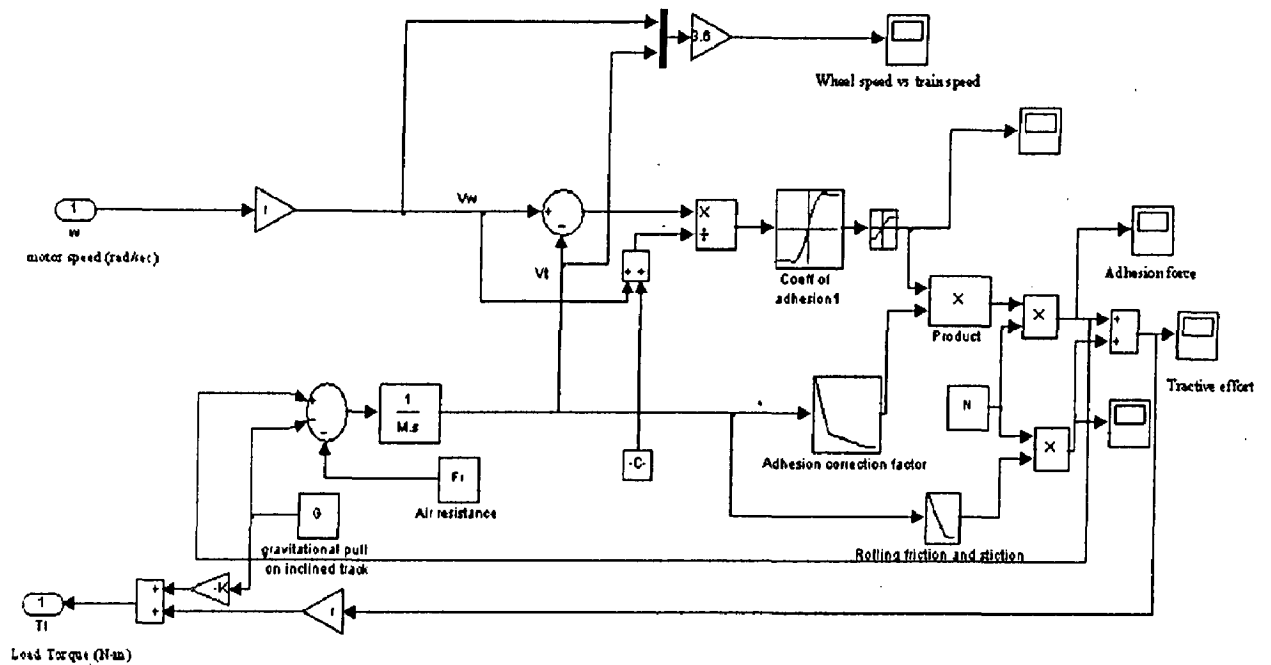 3.6
Wheel speed vs train speed
1
w
motor speed (rad/sec)
r
Vw
+
-
Vt
×
÷
+ +
Coeff of
adhesion1
×
Product
×
Adhesion force
+
+
Tractive effort
+
-
-
1
M.s
-C-
Adhesion correction factor
N
×
Fr
Air resistance
G
gravitational pull
on inclined track
Rolling friction and stiction
-K
+
+
r
1
Tl
Load Torque (N-m)